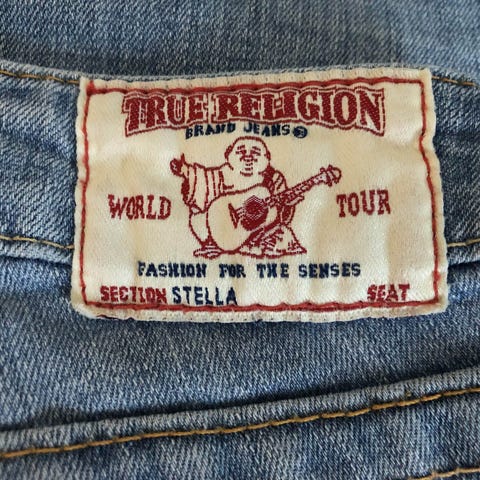 TRUE RELIGION
BRAND JEANS®
WORLD TOUR
FASHION FOR THE SENSES
SECTION STELLA SEAT